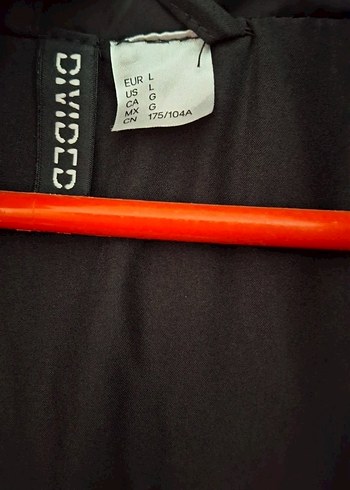 DIVIDED
EUR L
US L
CA G
MX G
CN 175/104A